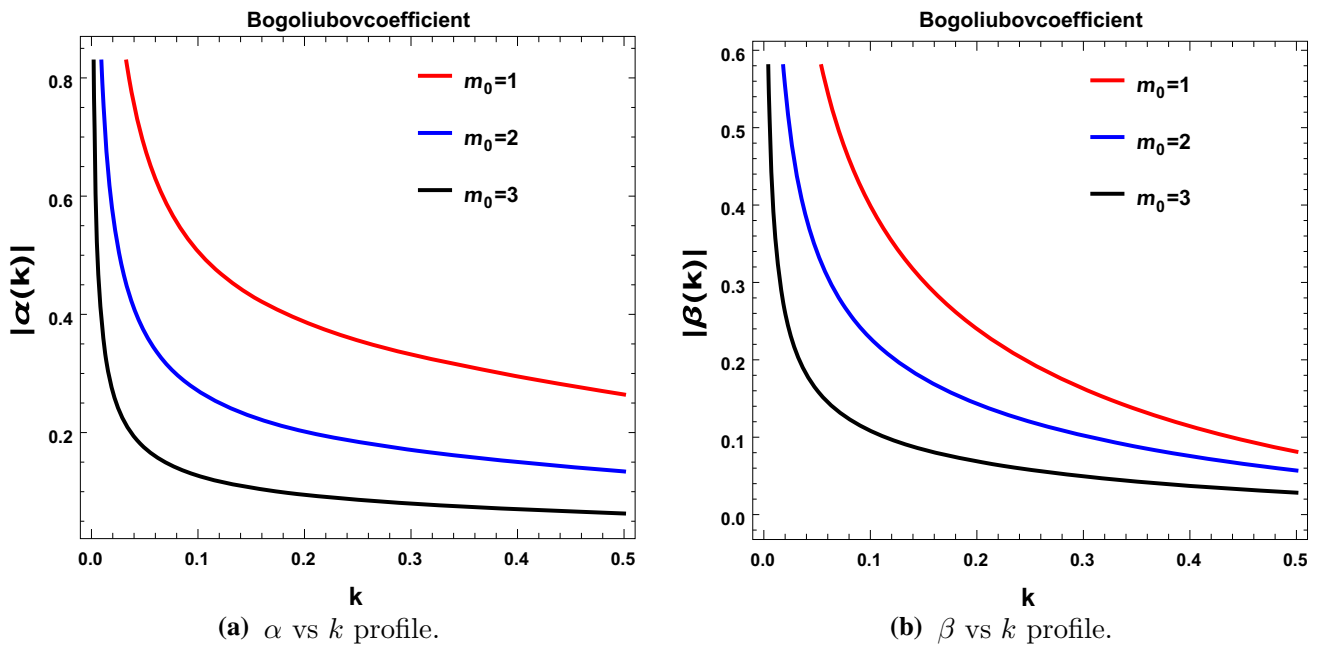 Bogoliubovcoefficient
0.8
0.6
0.4
0.2
|α(k)|
m0=1
m0=2
m0=3
0.0 0.1 0.2 0.3 0.4 0.5
k
(a) α vs k profile.
Bogoliubovcoefficient
0.6
0.5
0.4
0.3
0.2
0.1
0.0
|β(k)|
m0=1
m0=2
m0=3
0.0 0.1 0.2 0.3 0.4 0.5
k
(b) β vs k profile.